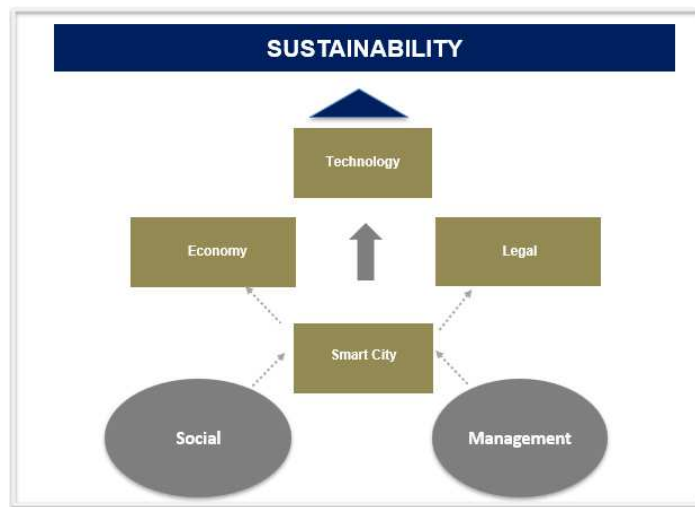 SUSTAINABILITY
Technology
Economy
Legal
Smart City
Social
Management